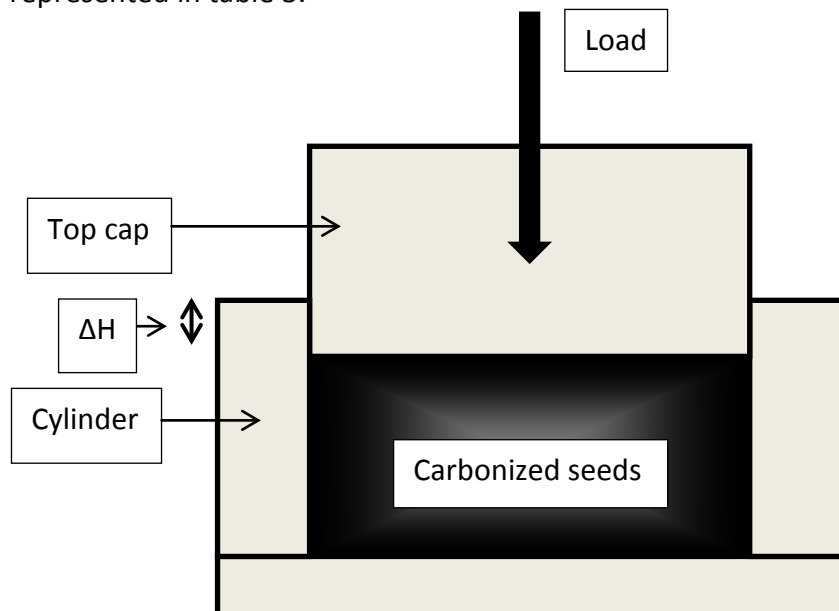 represented in table 3.
Load
Top cap
ΔH
Cylinder
Carbonized seeds